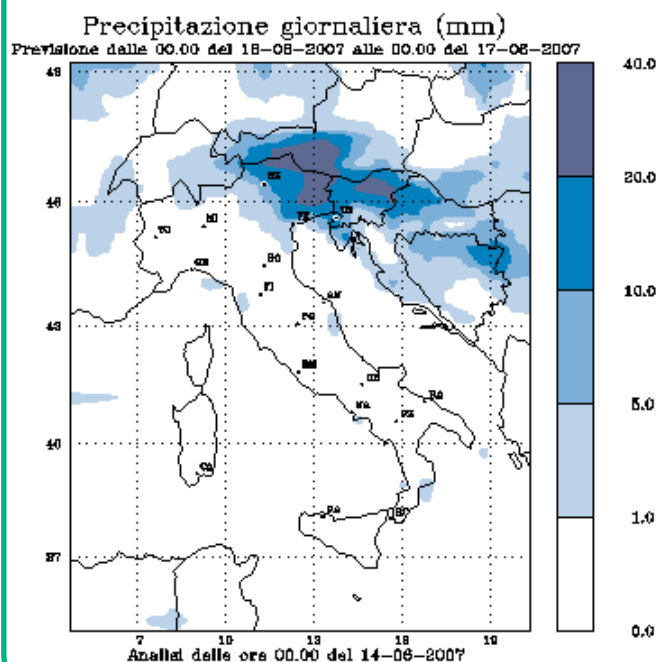 Precipitazione giornaliera (mm)
Previsione dalle 00.00 del 16-06-2007 alle 00.00 del 17-06-2007
40.0
20.0
10.0
5.0
1.0
0.0
46
43
40
37
BZ
TO
MI
GE
BO
FI
AN
PG
NA
BA
PZ
CA
PA
7
10
13
16
19
Analisi delle ore 00.00 del 14-06-2007